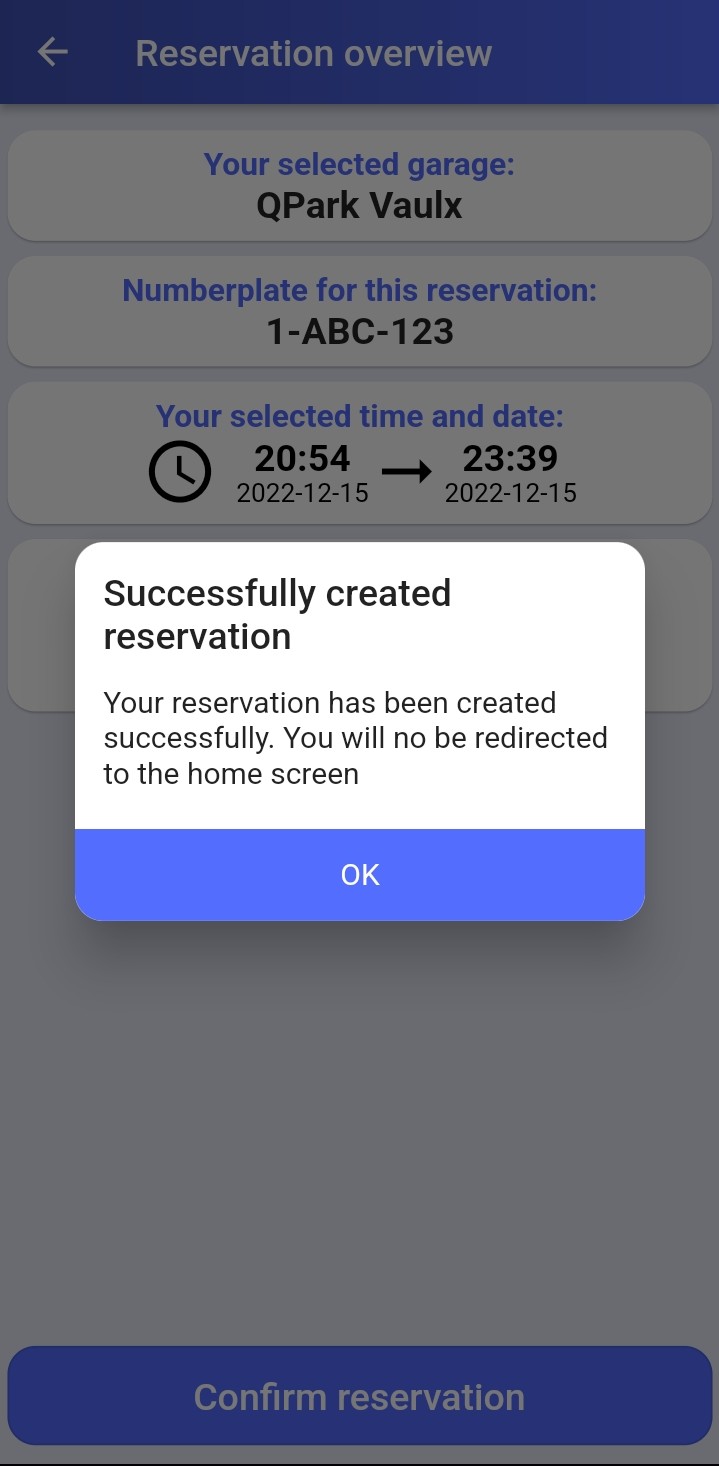 Reservation overview
Your selected garage:
QPark Vaulx
Numberplate for this reservation:
1-ABC-123
Your selected time and date:
20:54 23:39
2022-12-15 2022-12-15
Successfully created
reservation
Your reservation has been created
successfully. You will no be redirected
to the home screen
OK
Confirm reservation